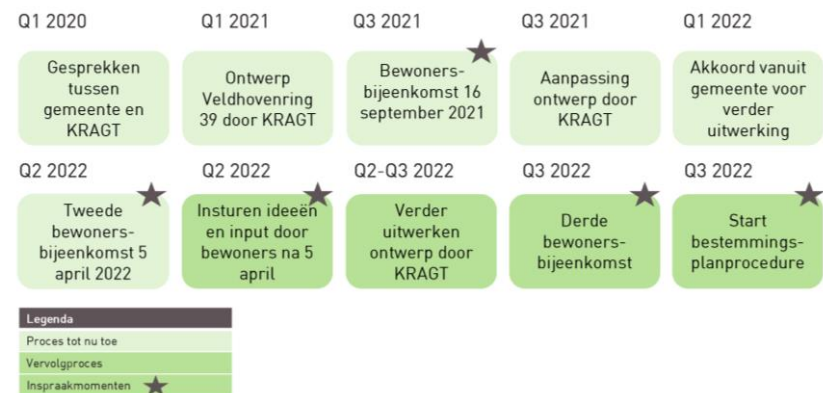 Q1 2020
Q1 2021
Q3 2021
Q3 2021
Q1 2022
Gesprekken
tussen
gemeente en
KRAGT
Ontwerp
Veldhovenring
39 door KRAGT
Bewoners-
bijeenkomst 16
september 2021
Aanpassing
ontwerp door
KRAGT
Akkoord vanuit
gemeente voor
verder
uitwerking
Q2 2022
Q2 2022
Q2-Q3 2022
Q3 2022
Q3 2022
Tweede
bewoners-
bijeenkomst 5
april 2022
Insturen ideeën
en input door
bewoners na 5
april
Verder
uitwerken
ontwerp door
KRAGT
Derde
bewoners-
bijeenkomst
Start
bestemmings-
planprocedure
Legenda
Proces tot nu toe
Vervolgproces
Inspraakmomenten